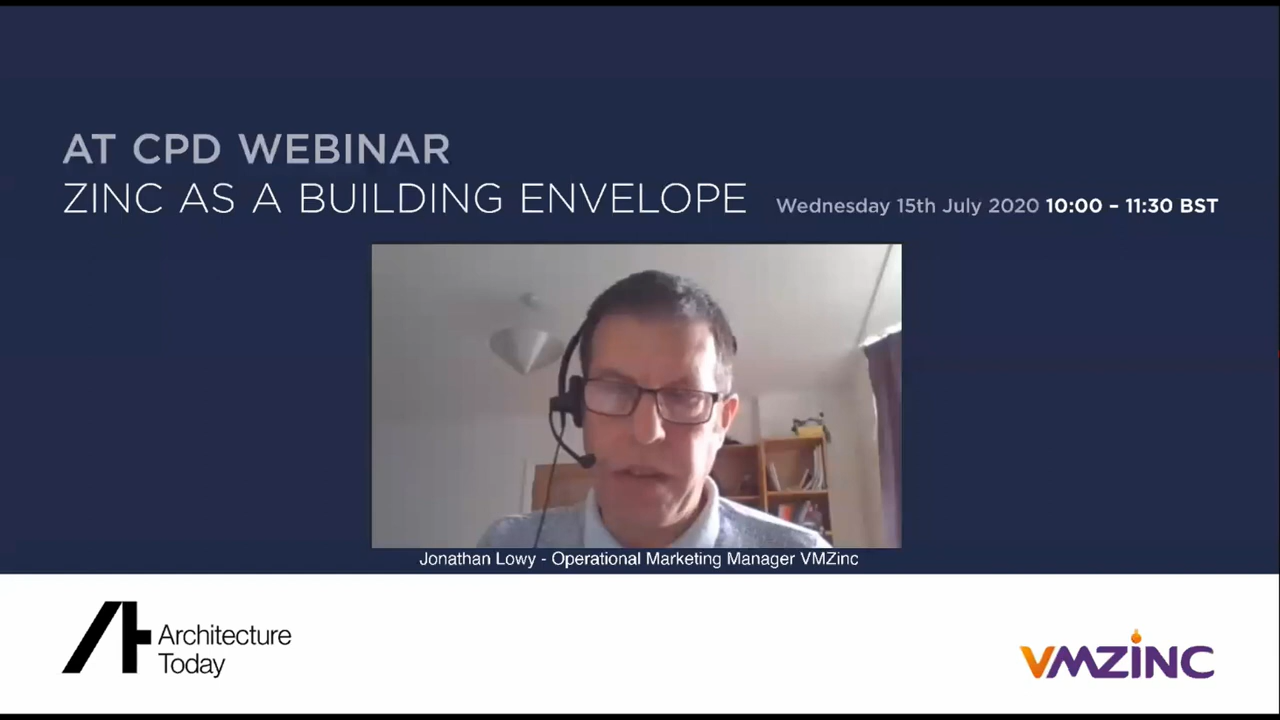 AT CPD WEBINAR
ZINC AS A BUILDING ENVELOPE Wednesday 15th July 2020 10:00 – 11:30 BST
Jonathan Lowy - Operational Marketing Manager VMZinc
Architecture
Today
VMZINC